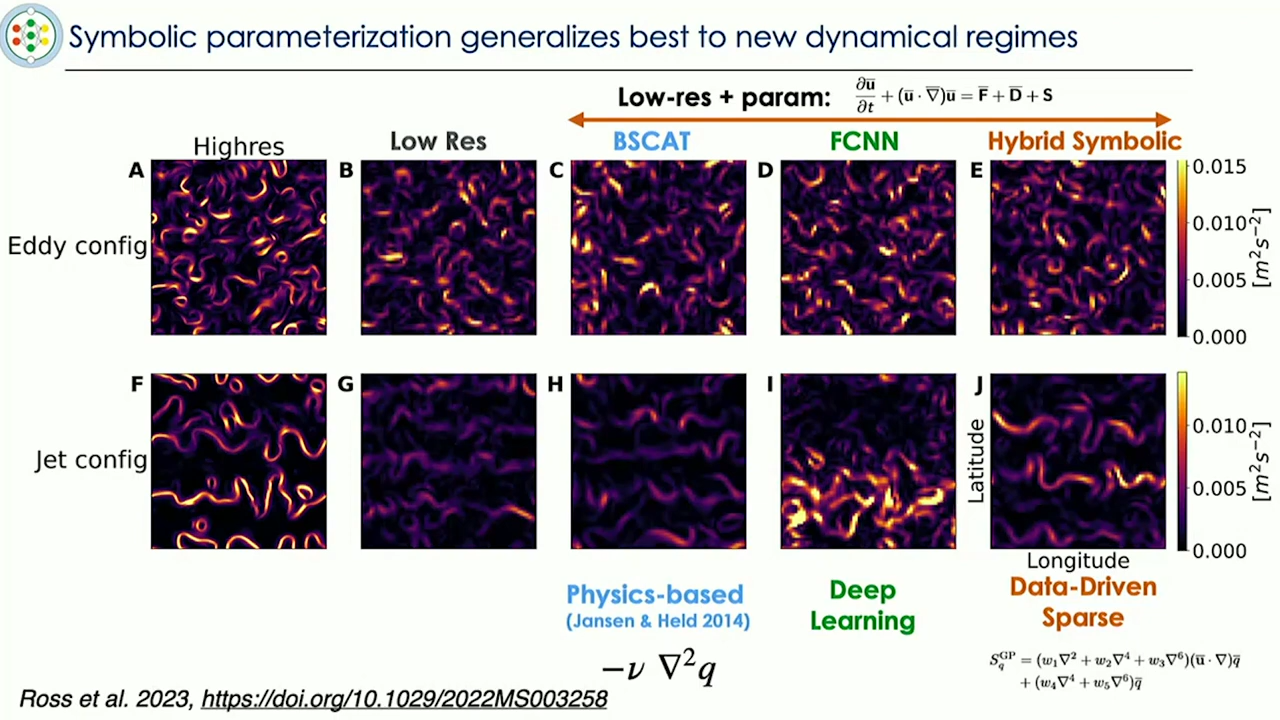 Symbolic parameterization generalizes best to new dynamical regimes
Low-res + param: ∂u̅/∂t + (u̅ · ∇̅)u̅ = F̅ + D̅ + S
Highres
Low Res
BSCAT
FCNN
Hybrid Symbolic
A
B
C
D
E
Eddy config
0.015
0.010
0.005
0.000
[m²s⁻²]
F
G
H
I
J
Jet config
Latitude
Longitude
0.010
0.005
0.000
[m²s⁻²]
Physics-based
(Jansen & Held 2014)
Deep
Learning
Data-Driven
Sparse
−ν ∇²q
S_q^GP = (w₁∇² + w₂∇⁴ + w₃∇⁶)(u̅ · ∇)q̅
+ (w₄∇⁴ + w₅∇⁶)q̅
Ross et al. 2023, https://doi.org/10.1029/2022MS003258